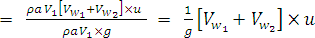 = ρaV₁[V_{w₁}+V_{w₂}]×u / ρaV₁×g = 1/g [V_{w₁} + V_{w₂}] × u